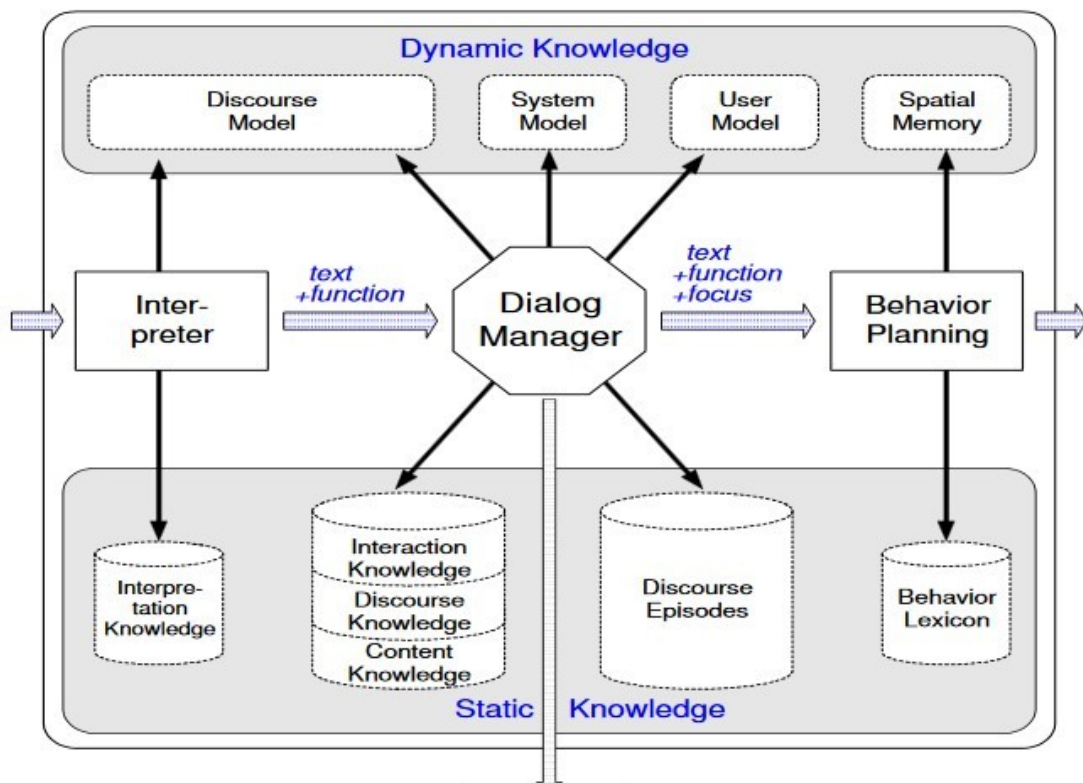 Dynamic Knowledge
Discourse
Model
System
Model
User
Model
Spatial
Memory
Inter-
preter
text
+function
Dialog
Manager
text
+function
+focus
Behavior
Planning
Interpre-
tation
Knowledge
Interaction
Knowledge
Discourse
Knowledge
Content
Knowledge
Discourse
Episodes
Behavior
Lexicon
Static Knowledge